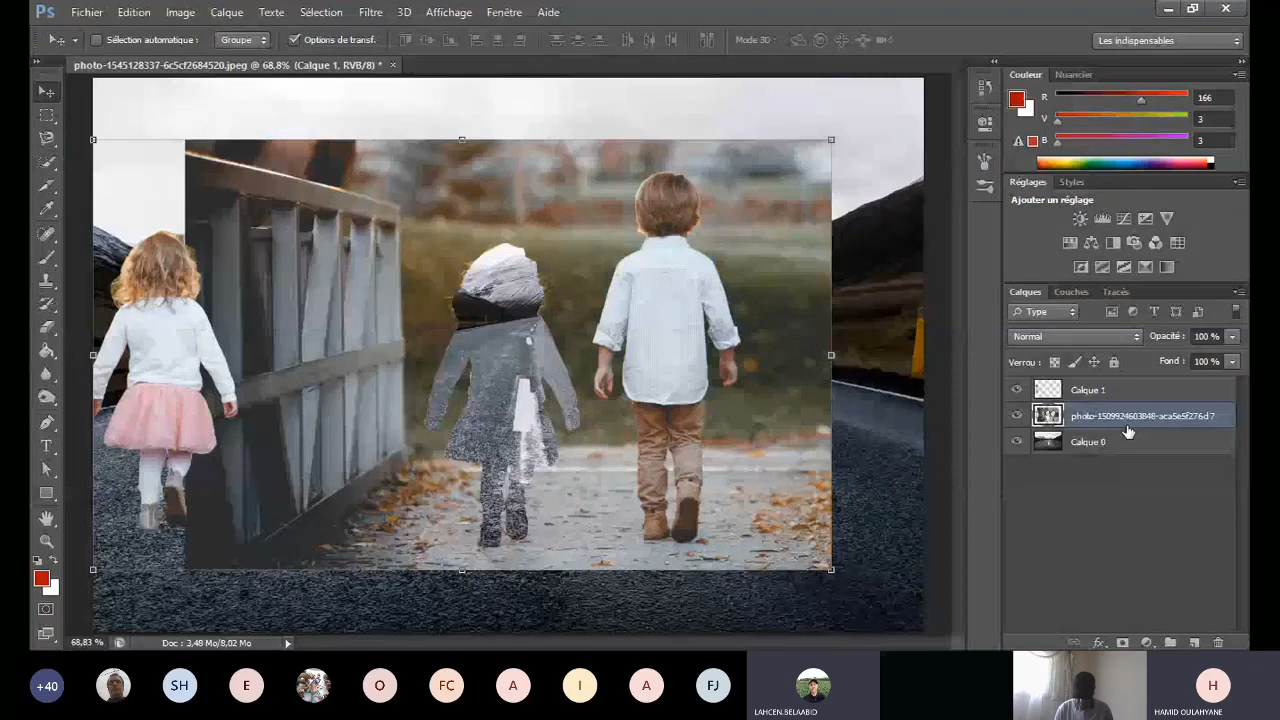 Ps Fichier Edition Image Calque Texte Sélection Filtre 3D Affichage Fenêtre Aide
Sélection automatique : Groupe Options de transf. Mode 3D : Les indispensables
photo-1545128337-6c5cf2684520.jpeg @ 68,8% (Calque 1, RVB/8) *
Couleur Nuancier
R 166
V 3
B 3
Réglages Styles
Ajouter un réglage
Calques Couches Tracés
Type
Normal Opacité : 100 %
Verrou : Fond : 100 %
Calque 1
photo-1509924603848-aca5e5f276d7
Calque 0
68,83 % Doc : 3,48 Mo/8,02 Mo
+40 SH E O FC A I A FJ H
LAHCEN.BELAABID HAMID OULAHYANE